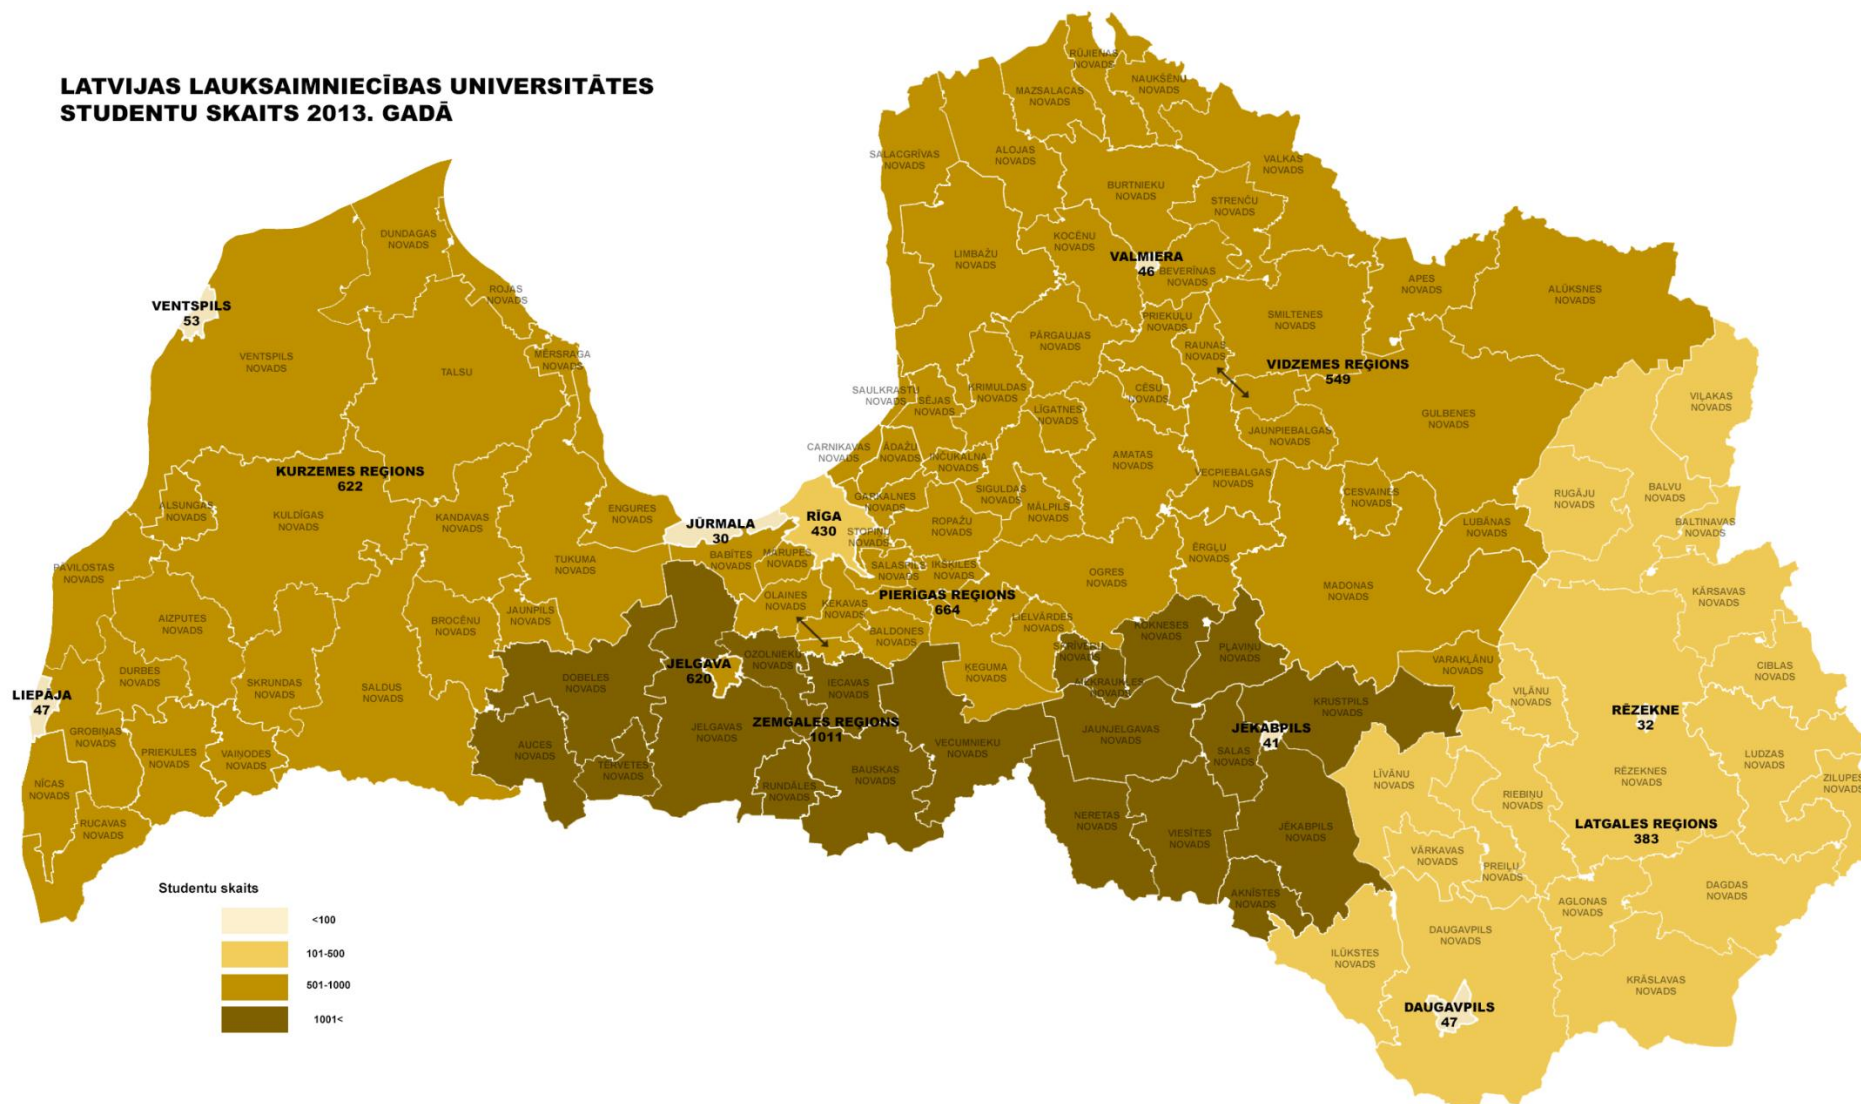 LATVIJAS LAUKSAIMNIECĪBAS UNIVERSITĀTES
STUDENTU SKAITS 2013. GADĀ
RŪJIENAS
NOVADS
NAUKŠĒNU
NOVADS
MAZSALACAS
NOVADS
SALACGRĪVAS
NOVADS
ALOJAS
NOVADS
VALKAS
NOVADS
BURTNIEKU
NOVADS
STRENČU
NOVADS
DUNDAGAS
NOVADS
KOCĒNU
NOVADS
LIMBAŽU
NOVADS
VALMIERA
46
BEVERĪNAS
NOVADS
APES
NOVADS
ALŪKSNES
NOVADS
ROJAS
NOVADS
VENTSPILS
53
PRIEKUĻU
NOVADS
SMILTENES
NOVADS
PĀRGAUJAS
NOVADS
RAUNAS
NOVADS
VENTSPILS
NOVADS
TALSU
MĒRSRAGA
NOVADS
VIDZEMES REĢIONS
549
SAULKRASTU
NOVADS
SĒJAS
NOVADS
KRIMULDAS
NOVADS
CĒSU
NOVADS
VIĻAKAS
NOVADS
LĪGATNES
NOVADS
GULBENES
NOVADS
JAUNPIEBALGAS
NOVADS
CARNIKAVAS
NOVADS
ĀDAŽU
NOVADS
INČUKALNA
NOVADS
AMATAS
NOVADS
KURZEMES REĢIONS
622
VECPIEBALGAS
NOVADS
CESVAINES
NOVADS
RUGĀJU
NOVADS
BALVU
NOVADS
SIGULDAS
NOVADS
GARKALNES
NOVADS
ALSUNGAS
NOVADS
KULDĪGAS
NOVADS
KANDAVAS
NOVADS
ENGURES
NOVADS
JŪRMALA
30
RĪGA
430
ROPAŽU
NOVADS
MĀLPILS
NOVADS
LUBĀNAS
NOVADS
BALTINAVAS
NOVADS
STOPIŅU
NOVADS
ĒRGĻU
NOVADS
TUKUMA
NOVADS
BABĪTES
NOVADS
MĀRUPES
NOVADS
SALASPILS
NOVADS
IKŠĶILES
NOVADS
OGRES
NOVADS
PAVILOSTAS
NOVADS
MADONAS
NOVADS
KĀRSAVAS
NOVADS
PIERĪGAS REĢIONS
664
OLAINES
NOVADS
ĶEKAVAS
NOVADS
LIELVĀRDES
NOVADS
JAUNPILS
NOVADS
AIZPUTES
NOVADS
BROCĒNU
NOVADS
BALDONES
NOVADS
KOKNESES
NOVADS
SKRĪVERU
NOVADS
PĻAVIŅU
NOVADS
OZOLNIEKU
NOVADS
VARAKĻĀNU
NOVADS
CIBLAS
NOVADS
JELGAVA
620
DURBES
NOVADS
SKRUNDAS
NOVADS
SALDUS
NOVADS
DOBELES
NOVADS
IECAVAS
NOVADS
ĶEGUMA
NOVADS
AIZKRAUKLES
NOVADS
VIĻĀNU
NOVADS
LIEPĀJA
47
KRUSTPILS
NOVADS
RĒZEKNE
32
ZEMGALES REĢIONS
1011
JELGAVAS
NOVADS
JAUNJELGAVAS
NOVADS
JĒKABPILS
41
GROBIŅAS
NOVADS
PRIEKULES
NOVADS
VAIŅODES
NOVADS
AUCES
NOVADS
TĒRVETES
NOVADS
VECUMNIEKU
NOVADS
SALAS
NOVADS
LUDZAS
NOVADS
BAUSKAS
NOVADS
RUNDĀLES
NOVADS
LĪVĀNU
NOVADS
RĒZEKNES
NOVADS
ZILUPES
NOVADS
NĪCAS
NOVADS
RIEBIŅU
NOVADS
RUCAVAS
NOVADS
NERETAS
NOVADS
VIESĪTES
NOVADS
JĒKABPILS
NOVADS
LATGALES REĢIONS
383
VĀRKAVAS
NOVADS
PREIĻU
NOVADS
DAGDAS
NOVADS
AKNĪSTES
NOVADS
AGLONAS
NOVADS
DAUGAVPILS
NOVADS
ILŪKSTES
NOVADS
KRĀSLAVAS
NOVADS
DAUGAVPILS
47
Studentu skaits
<100
101-500
501-1000
1001<